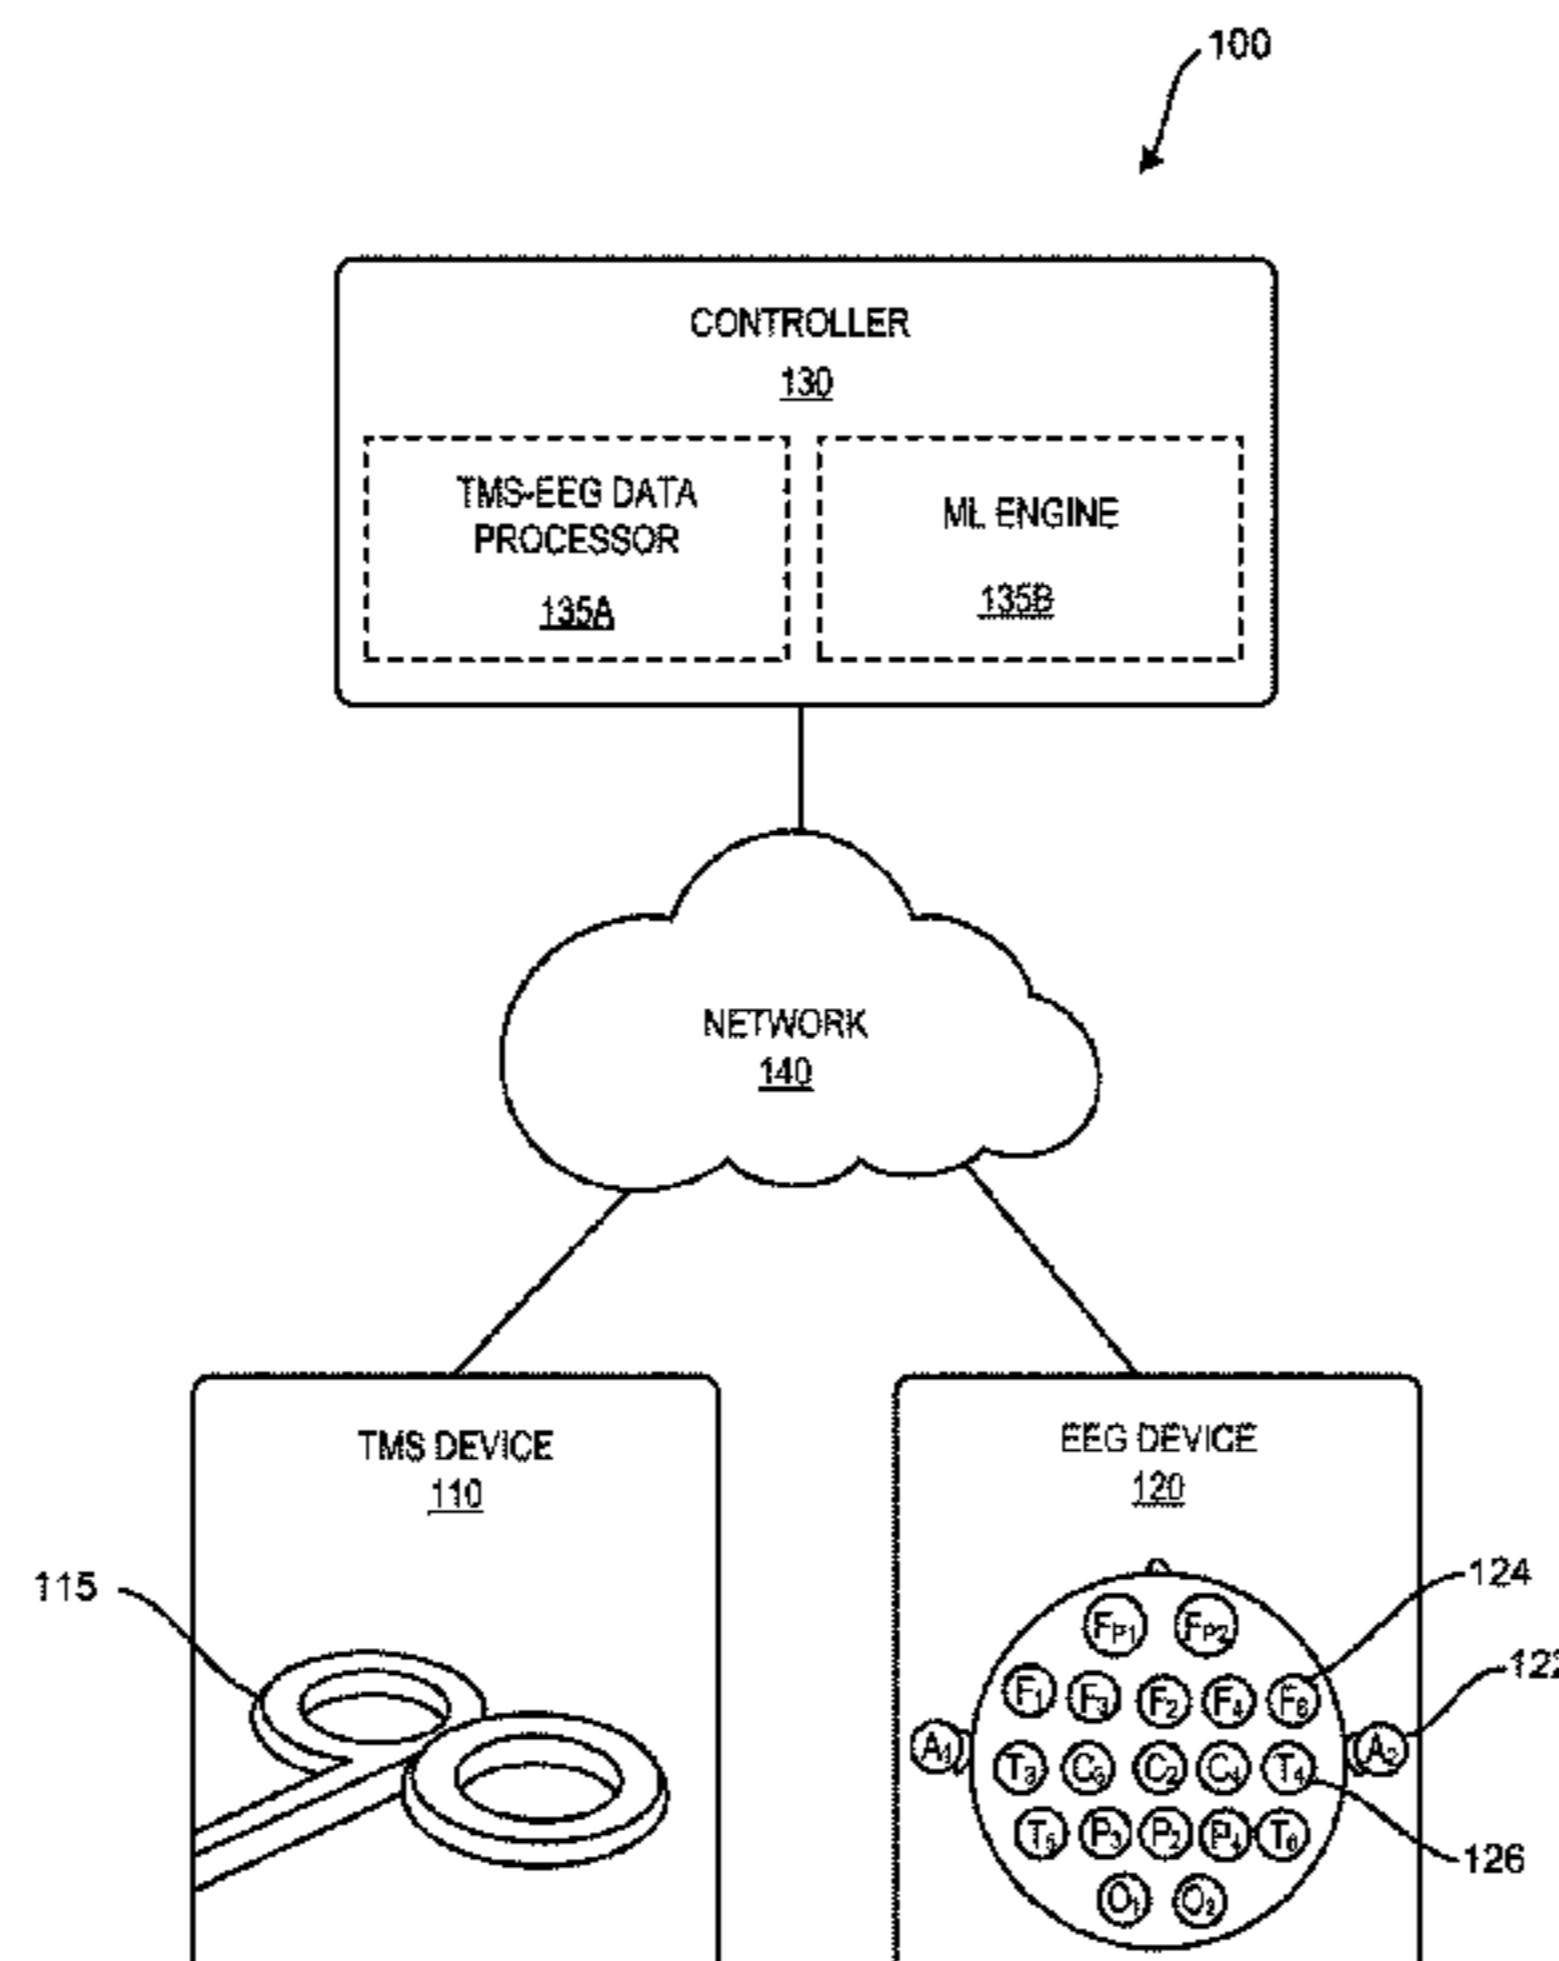 100
CONTROLLER
130
TMS-EEG DATA
PROCESSOR
135A
ML ENGINE
135B
NETWORK
140
TMS DEVICE
110
115
EEG DEVICE
120
124
122
126
FP1 FP2
F1 F3 F2 F4 F8
A1 A2
T3 C3 C2 C4 T4
T5 P3 P2 P4 T6
O1 O2